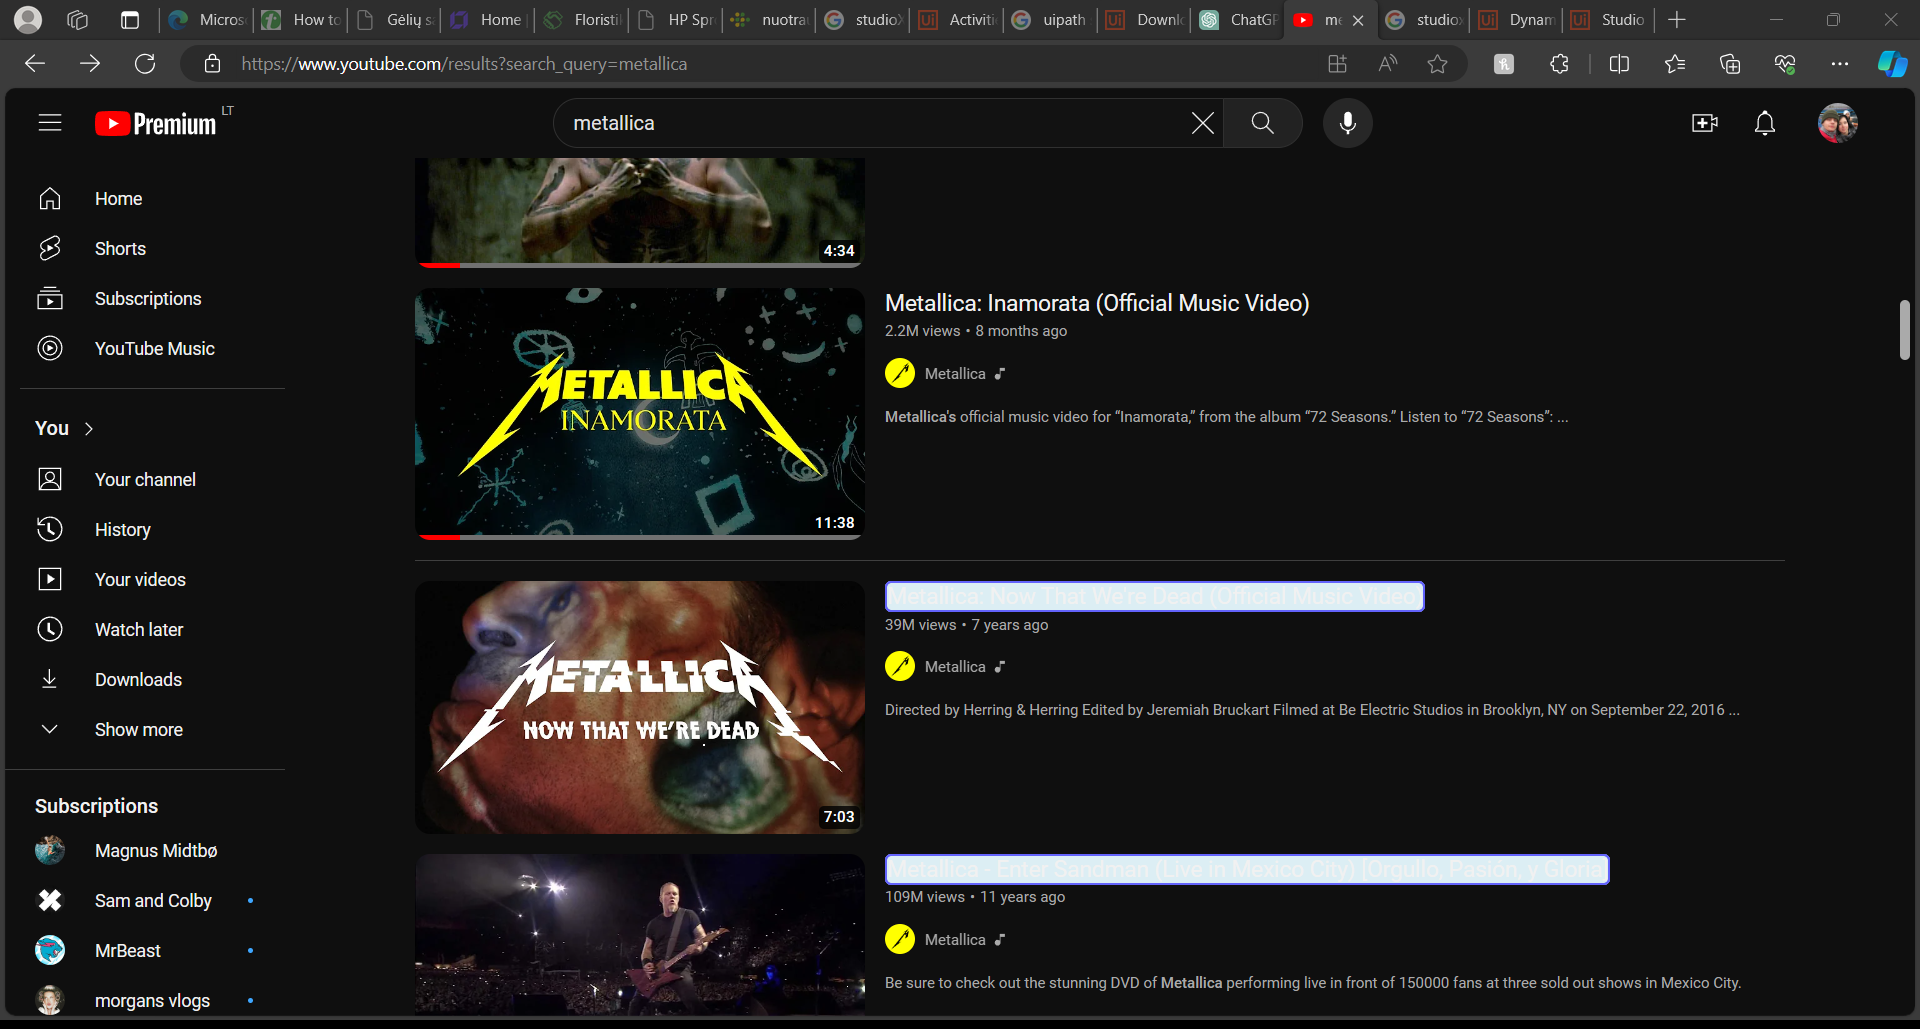 Micros
How to
Gėlių s
Home
Floristi
HP Spr
nuotrau
studioX
Activiti
uipath
Downl
ChatGP
me
studiox
Dynam
Studio
https://www.youtube.com/results?search_query=metallica
Premium LT
metallica
Home
Shorts
Subscriptions
YouTube Music
You
Your channel
History
Your videos
Watch later
Downloads
Show more
Subscriptions
Magnus Midtbø
Sam and Colby
MrBeast
morgans vlogs
4:34
METALLICA
INAMORATA
11:38
Metallica: Inamorata (Official Music Video)
2.2M views • 8 months ago
Metallica
Metallica's official music video for “Inamorata,” from the album “72 Seasons.” Listen to “72 Seasons”: ...
METALLICA
NOW THAT WE'RE DEAD
7:03
Metallica: Now That We're Dead (Official Music Video)
39M views • 7 years ago
Metallica
Directed by Herring & Herring Edited by Jeremiah Bruckart Filmed at Be Electric Studios in Brooklyn, NY on September 22, 2016 ...
Metallica - Enter Sandman (Live in Mexico City) [Orgullo, Pasión, y Gloria]
109M views • 11 years ago
Metallica
Be sure to check out the stunning DVD of Metallica performing live in front of 150000 fans at three sold out shows in Mexico City.